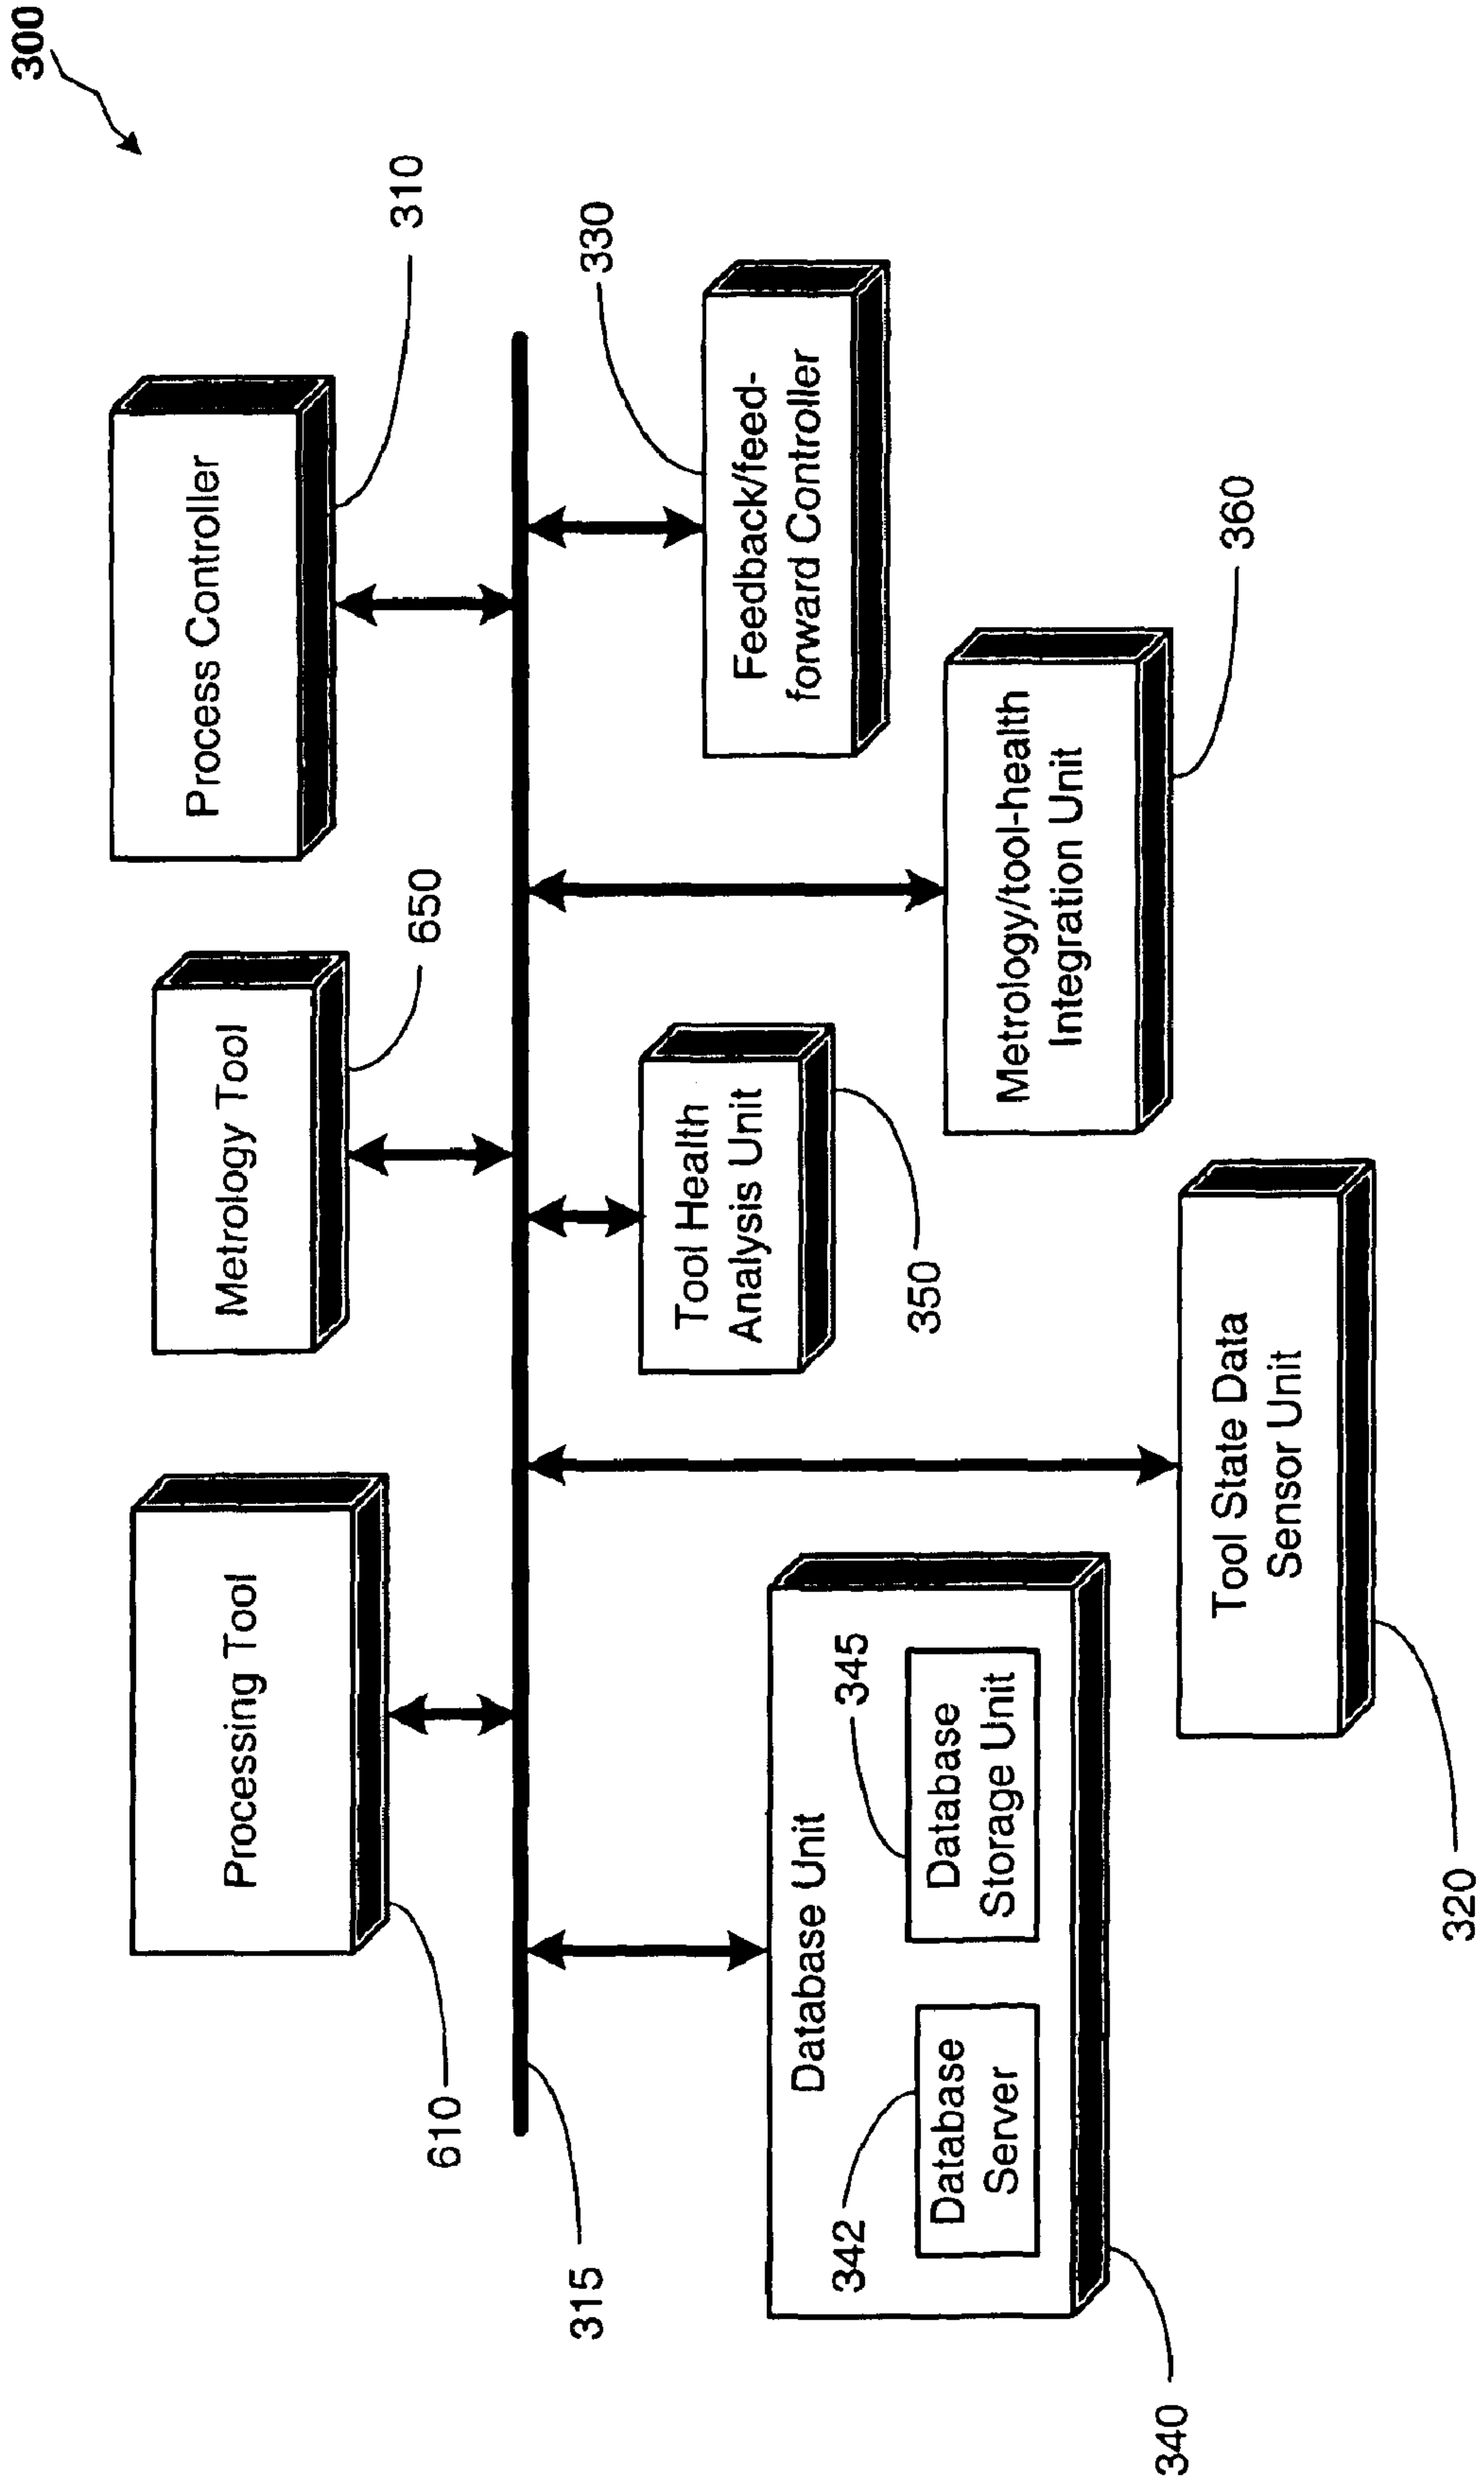 300
Processing Tool
610
Metrology Tool
650
Process Controller
310
315
Database Unit
342
Database
Server
345
Database
Storage Unit
340
Tool State Data
Sensor Unit
320
Tool Health
Analysis Unit
350
Metrology/tool-health
Integration Unit
360
Feedback/feed-
forward Controller
330